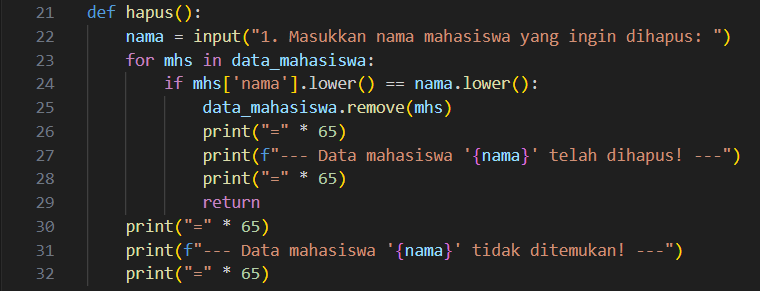 21 def hapus():
22     nama = input("1. Masukkan nama mahasiswa yang ingin dihapus: ")
23     for mhs in data_mahasiswa:
24         if mhs['nama'].lower() == nama.lower():
25             data_mahasiswa.remove(mhs)
26             print("=" * 65)
27             print(f"--- Data mahasiswa '{nama}' telah dihapus! ---")
28             print("=" * 65)
29             return
30     print("=" * 65)
31     print(f"--- Data mahasiswa '{nama}' tidak ditemukan! ---")
32     print("=" * 65)